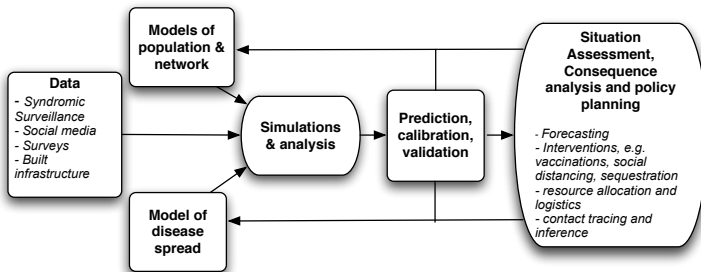 Data
- Syndromic
Surveillance
- Social media
- Surveys
- Built
infrastructure
Models of
population &
network
Model of
disease
spread
Simulations
& analysis
Prediction,
calibration,
validation
Situation
Assessment,
Consequence
analysis and policy
planning
- Forecasting
- Interventions, e.g.
vaccinations, social
distancing, sequestration
- resource allocation and
logistics
- contact tracing and
inference